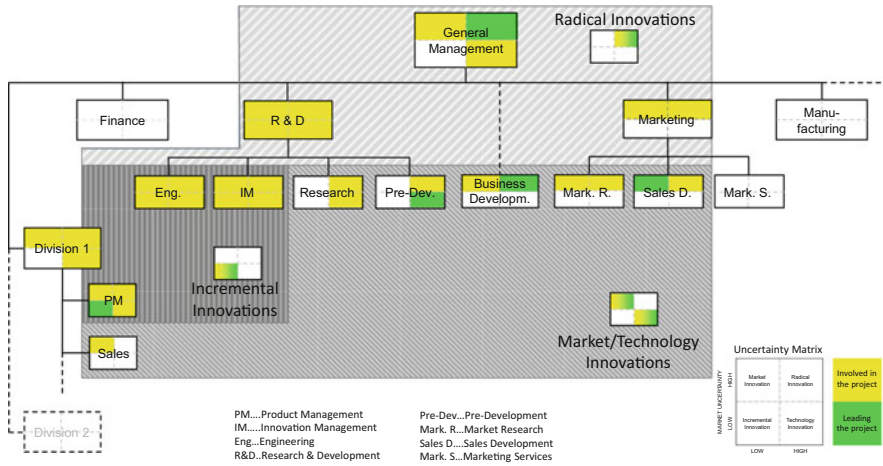 General
Management
Radical Innovations
Finance
R & D
Marketing
Manu-
facturing
Eng.
IM
Research
Pre-Dev.
Business
Developm.
Mark. R.
Sales D.
Mark. S.
Division 1
Incremental
Innovations
PM
Market/Technology
Innovations
Sales
Division 2
PM....Product Management
IM....Innovation Management
Eng...Engineering
R&D..Research & Development
Pre-Dev...Pre-Development
Mark. R...Market Research
Sales D....Sales Development
Mark. S...Marketing Services
Uncertainty Matrix
MARKET UNCERTAINTY
HIGH
LOW
Market
Innovation
Radical
Innovation
Incremental
Innovation
Technology
Innovation
LOW
HIGH
Involved in
the project
Leading
the project